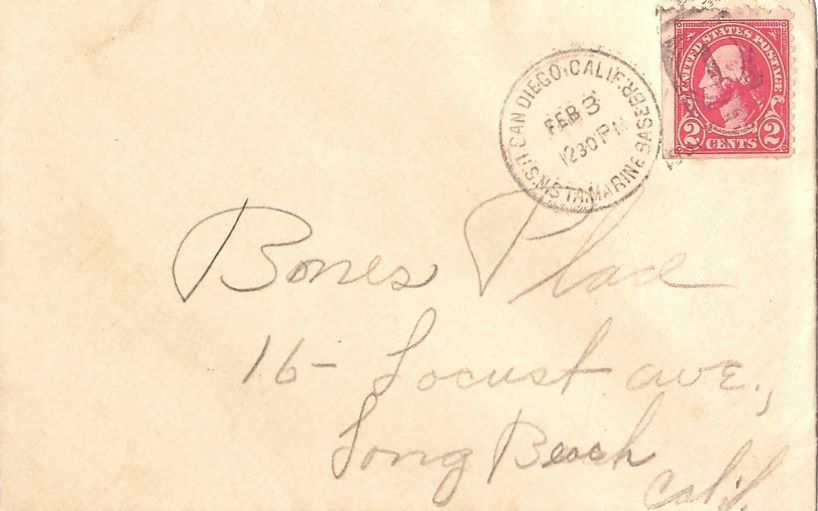 SAN DIEGO, CALIF.
FEB 3
1230 PM
U.S.N. STA. MARINE BASE BR.
UNITED STATES POSTAGE
WASHINGTON
2 CENTS 2
Bones Place
16- Locust ave.,
Long Beach
Calif.